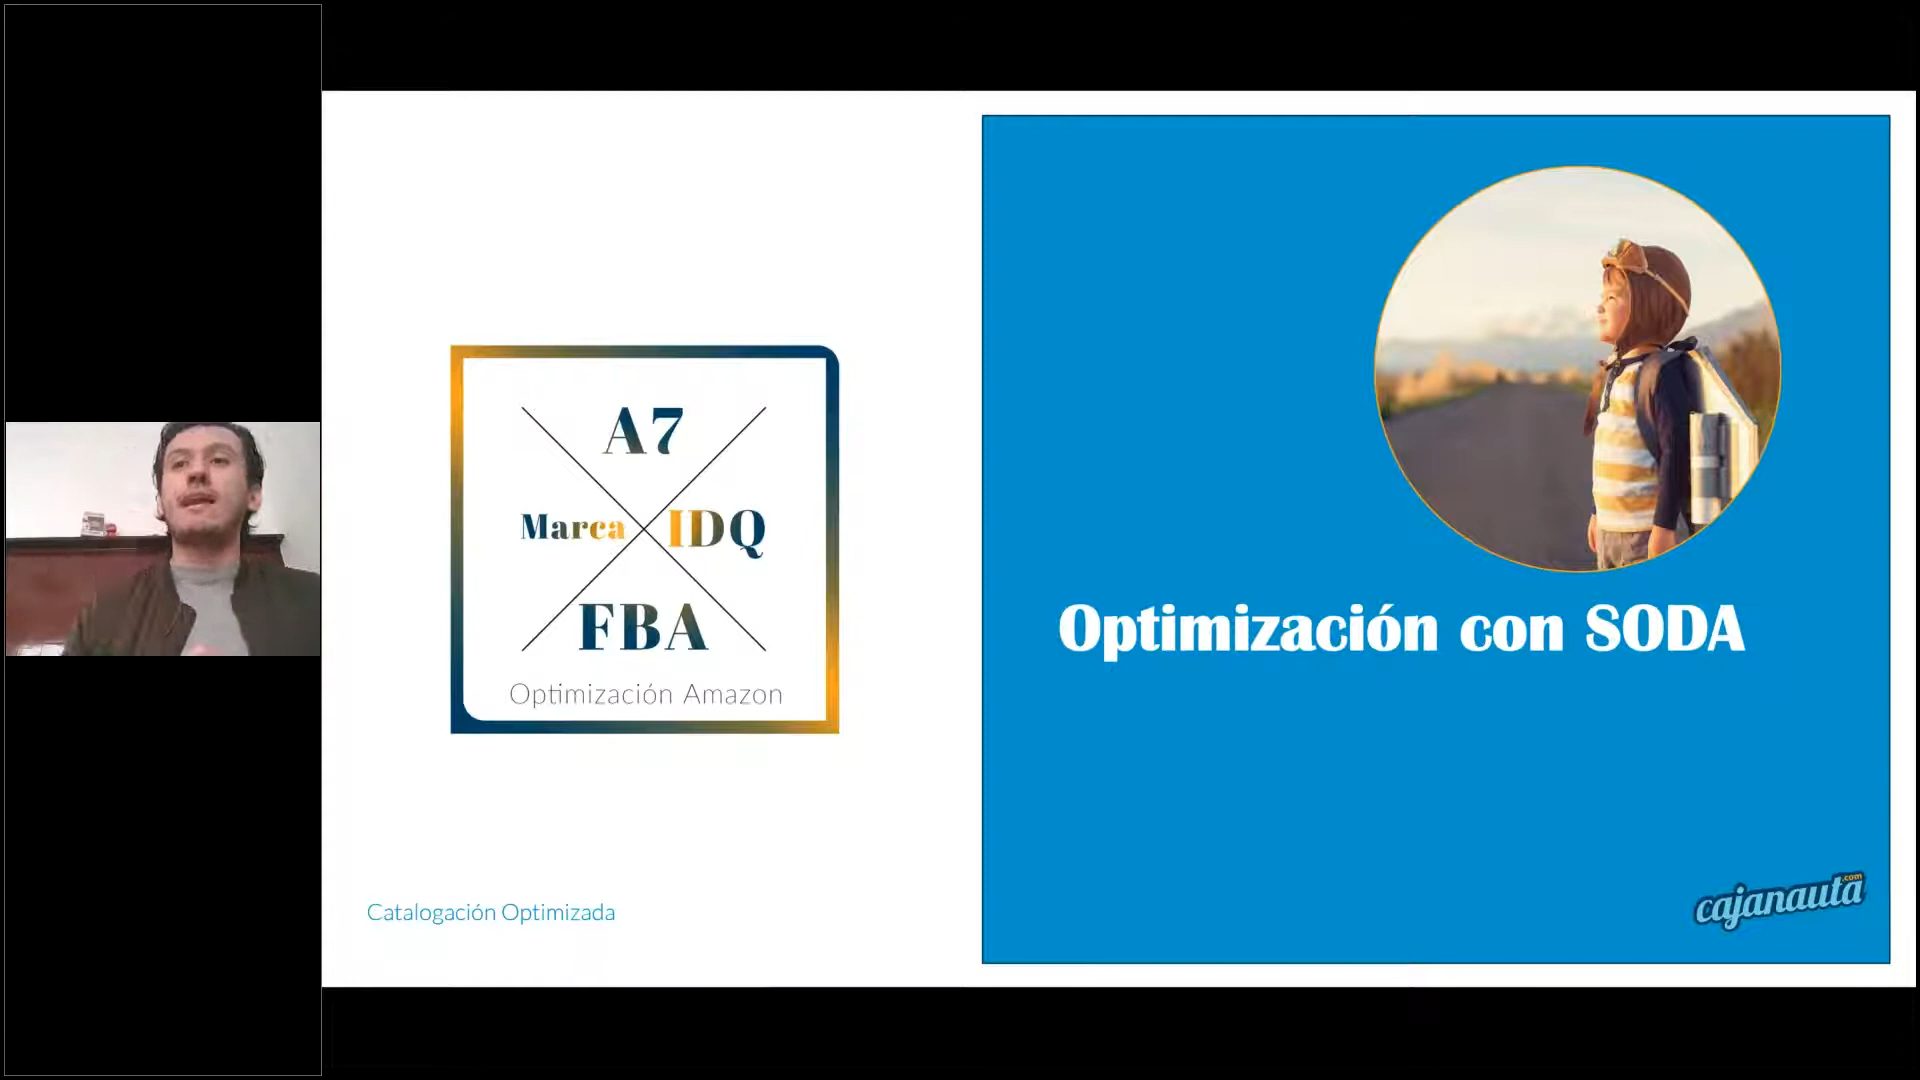 A7
Marca IDQ
FBA
Optimización Amazon
Catalogación Optimizada
Optimización con SODA
cajanauta.com